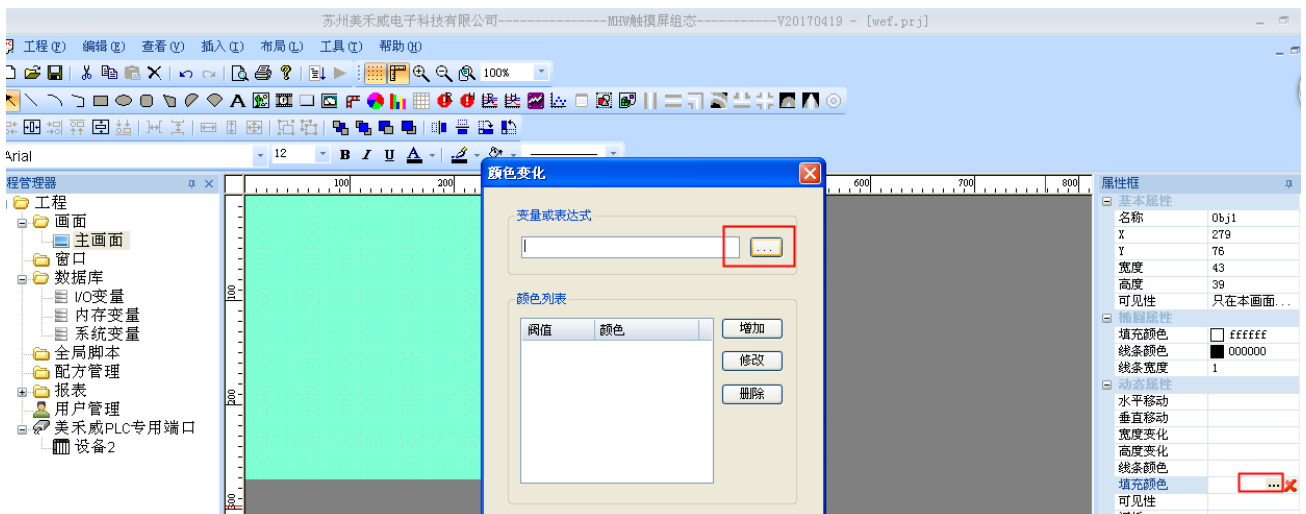 苏州美禾威电子科技有限公司----------------MHW触摸屏组态-----------V20170419 - [wef.prj]
工程(F) 编辑(E) 查看(V) 插入(I) 布局(L) 工具(T) 帮助(H)
100%
Arial 12 B I U A
程管理器
工程
画面
主画面
窗口
数据库
I/O变量
内存变量
系统变量
全局脚本
配方管理
报表
用户管理
美禾威PLC专用端口
设备2
100 200 600 700 800
100
200
300
颜色变化
变量或表达式
...
颜色列表
阀值 颜色
增加
修改
删除
属性框
基本属性
名称 Obj1
X 279
Y 76
宽度 43
高度 39
可见性 只在本画面...
椭圆属性
填充颜色 ffffff
线条颜色 000000
线条宽度 1
动态属性
水平移动
垂直移动
宽度变化
高度变化
线条颜色
填充颜色 ...
可见性